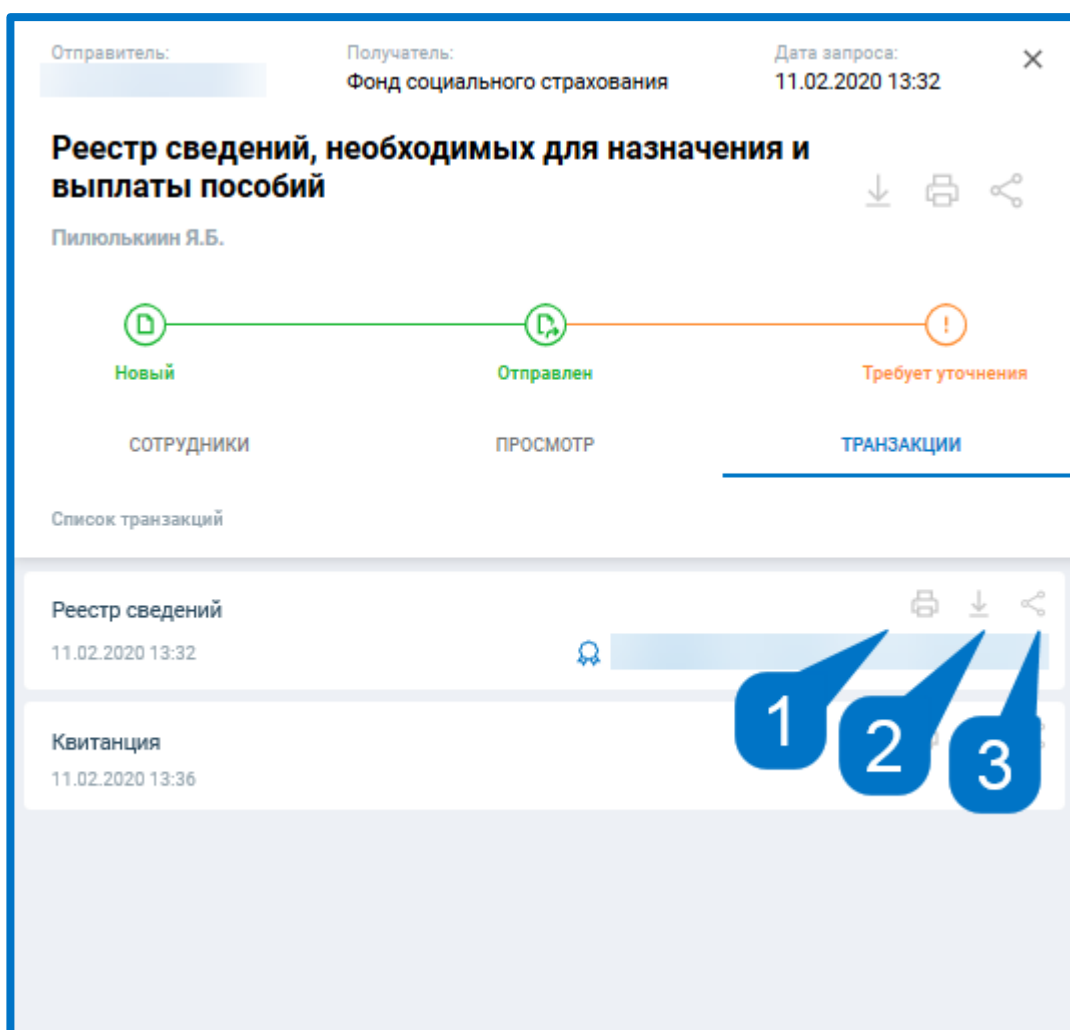 Отправитель: Получатель: Дата запроса:
Фонд социального страхования 11.02.2020 13:32
Реестр сведений, необходимых для назначения и
выплаты пособий
Пилюлькиин Я.Б.
Новый Отправлен Требует уточнения
СОТРУДНИКИ ПРОСМОТР ТРАНЗАКЦИИ
Список транзакций
Реестр сведений
11.02.2020 13:32
1 2 3
Квитанция
11.02.2020 13:36